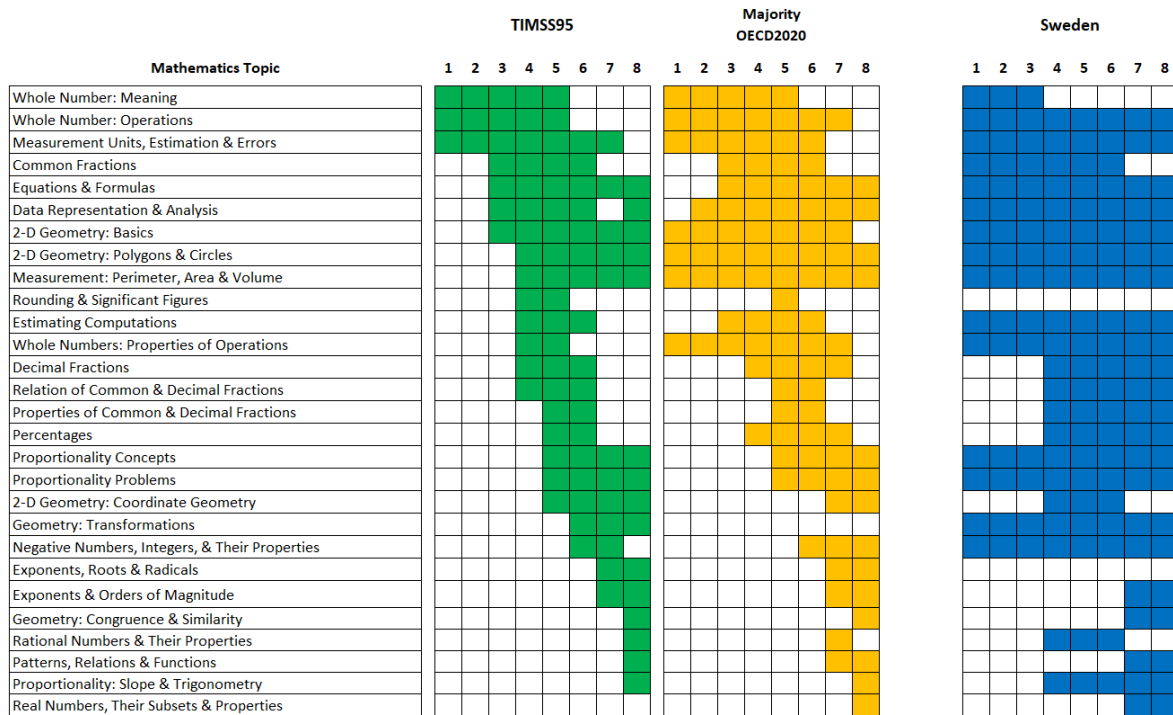 TIMSS95
Majority
OECD2020
Sweden
Mathematics Topic
1 2 3 4 5 6 7 8
1 2 3 4 5 6 7 8
1 2 3 4 5 6 7 8
Whole Number: Meaning
Whole Number: Operations
Measurement Units, Estimation & Errors
Common Fractions
Equations & Formulas
Data Representation & Analysis
2-D Geometry: Basics
2-D Geometry: Polygons & Circles
Measurement: Perimeter, Area & Volume
Rounding & Significant Figures
Estimating Computations
Whole Numbers: Properties of Operations
Decimal Fractions
Relation of Common & Decimal Fractions
Properties of Common & Decimal Fractions
Percentages
Proportionality Concepts
Proportionality Problems
2-D Geometry: Coordinate Geometry
Geometry: Transformations
Negative Numbers, Integers, & Their Properties
Exponents, Roots & Radicals
Exponents & Orders of Magnitude
Geometry: Congruence & Similarity
Rational Numbers & Their Properties
Patterns, Relations & Functions
Proportionality: Slope & Trigonometry
Real Numbers, Their Subsets & Properties